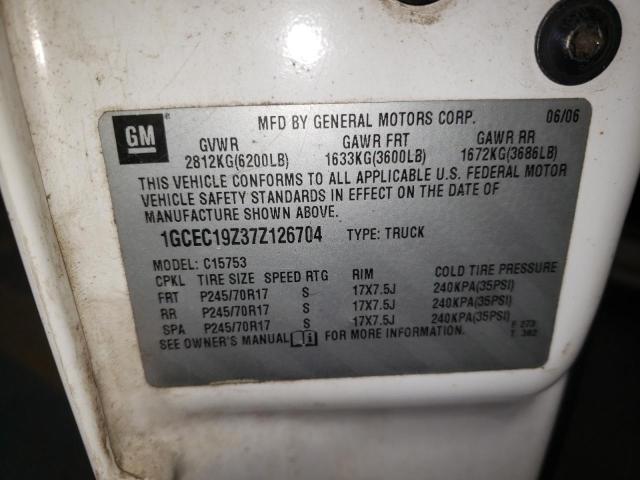 GM
MFD BY GENERAL MOTORS CORP. 06/06
GVWR GAWR FRT GAWR RR
2812KG(6200LB) 1633KG(3600LB) 1672KG(3686LB)
THIS VEHICLE CONFORMS TO ALL APPLICABLE U.S. FEDERAL MOTOR
VEHICLE SAFETY STANDARDS IN EFFECT ON THE DATE OF
MANUFACTURE SHOWN ABOVE.
1GCEC19Z37Z126704 TYPE: TRUCK
MODEL: C15753
CPKL TIRE SIZE SPEED RTG RIM COLD TIRE PRESSURE
FRT P245/70R17 S 17X7.5J 240KPA(35PSI)
RR P245/70R17 S 17X7.5J 240KPA(35PSI)
SPA P245/70R17 S 17X7.5J 240KPA(35PSI)
SEE OWNER'S MANUAL FOR MORE INFORMATION. F 273
T 382